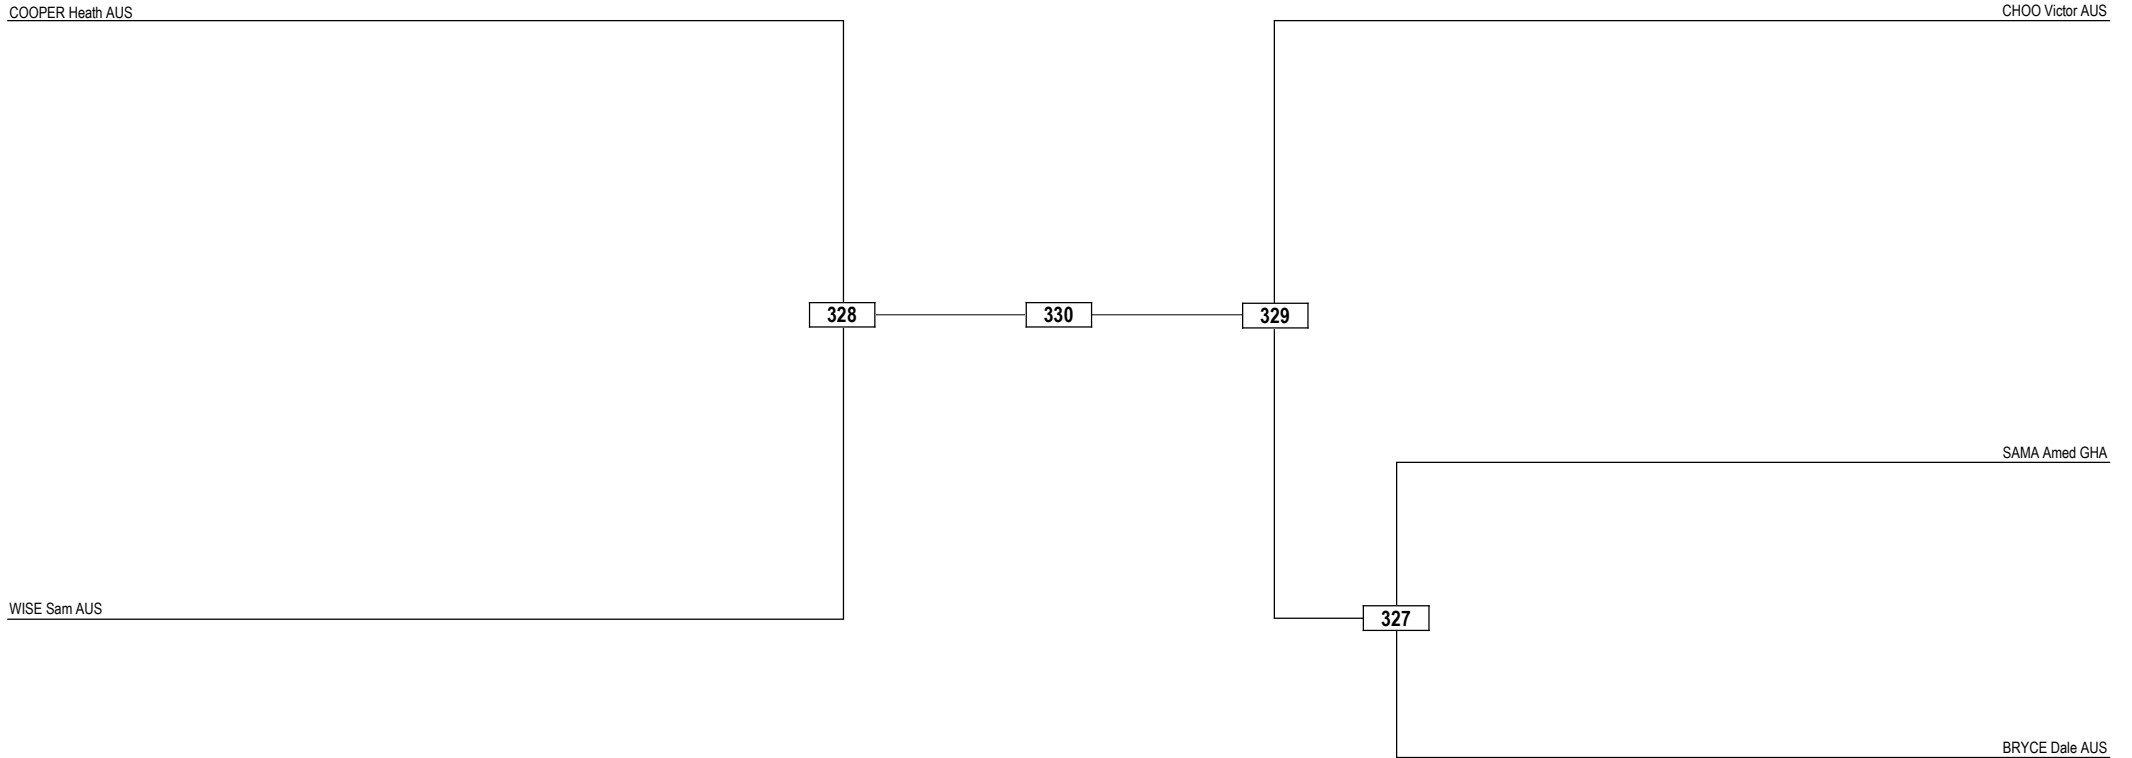 COOPER Heath AUS
CHOO Victor AUS
328
330
329
SAMA Amed GHA
WISE Sam AUS
327
BRYCE Dale AUS